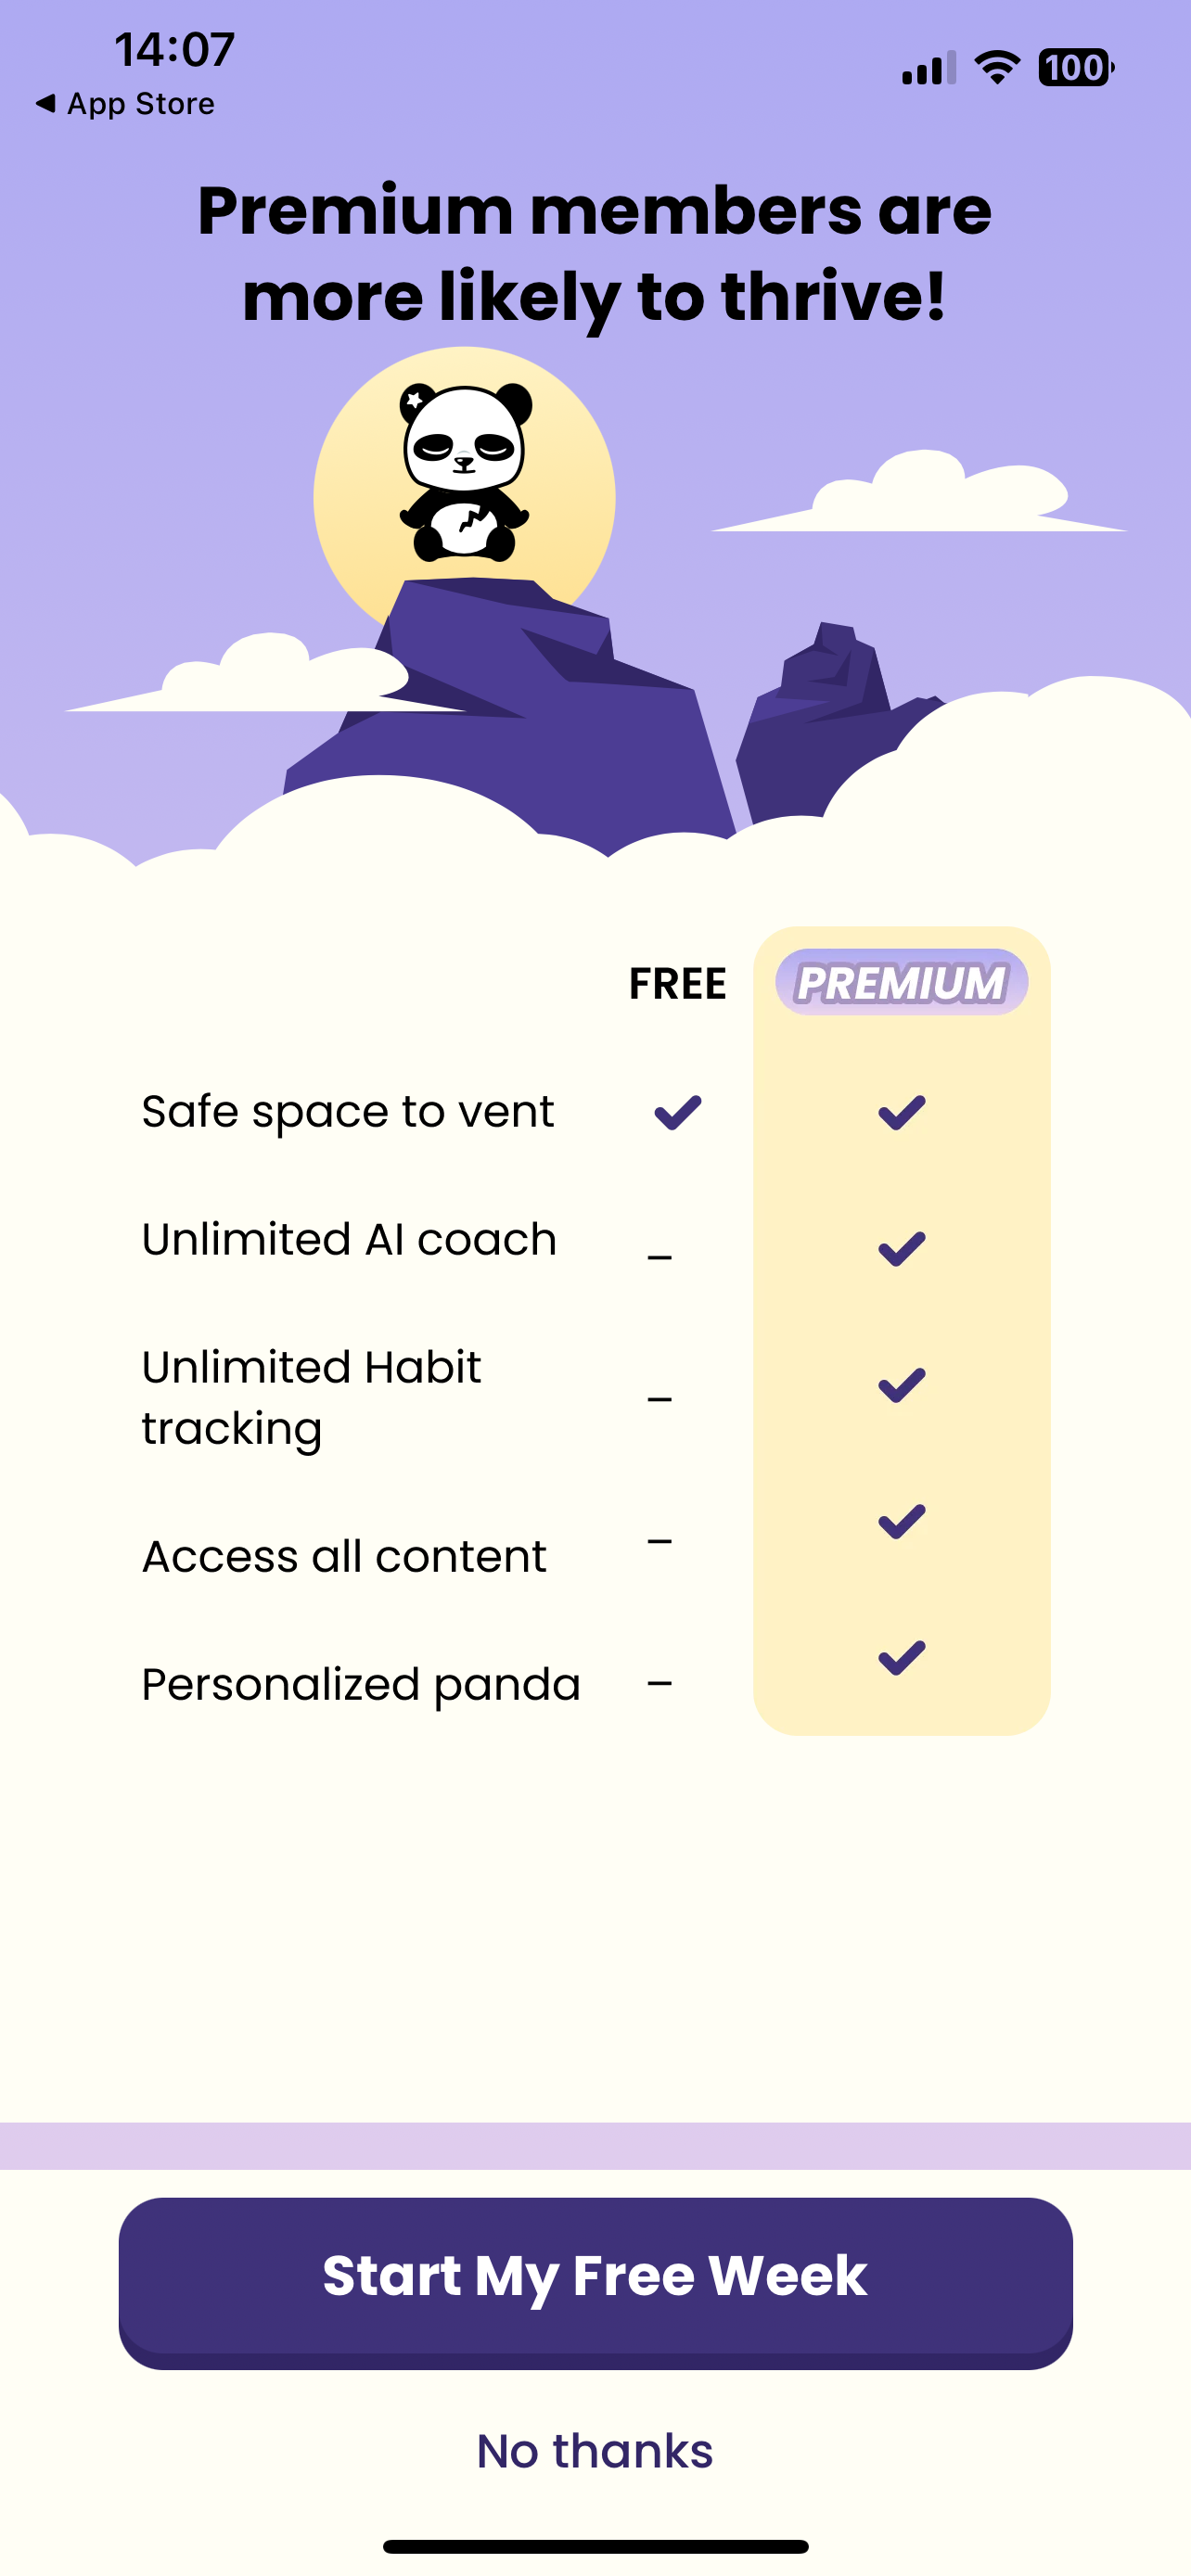 14:07
100
◀ App Store
Premium members are
more likely to thrive!
FREE PREMIUM
Safe space to vent
Unlimited AI coach –
Unlimited Habit
tracking –
Access all content –
Personalized panda –
Start My Free Week
No thanks